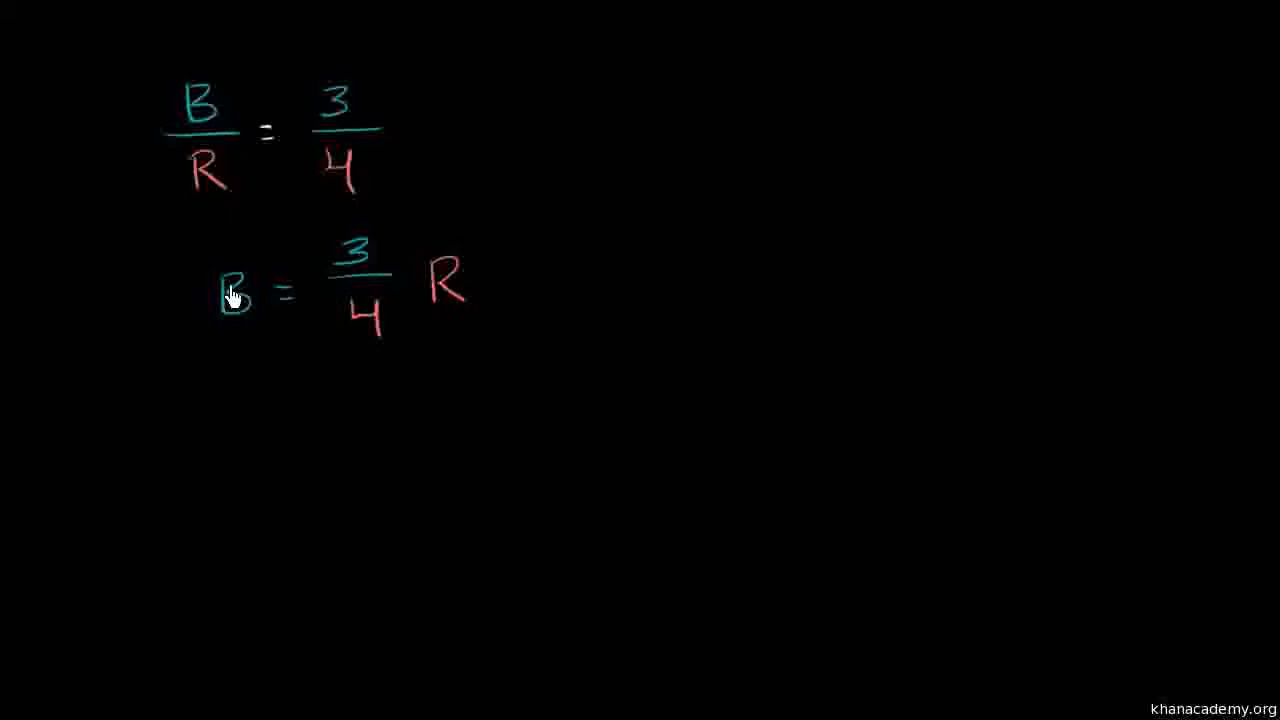 B/R = 3/4
B = 3/4 R
khanacademy.org